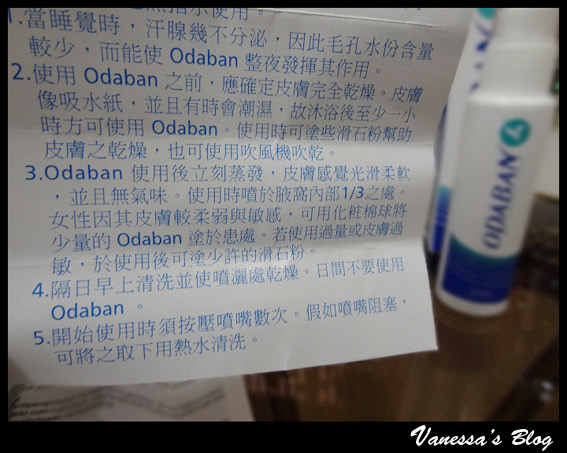 無指示使用。
1.當睡覺時，汗腺幾不分泌，因此毛孔水份含量
較少，而能使 Odaban 整夜發揮其作用。
2.使用 Odaban 之前，應確定皮膚完全乾燥。皮膚
像吸水紙，並且有時會潮濕，故沐浴後至少一小
時方可使用 Odaban。使用時可塗些滑石粉幫助
皮膚之乾燥，也可使用吹風機吹乾。
3.Odaban 使用後立刻蒸發，皮膚感覺光滑柔軟
，並且無氣味。使用時噴於腋窩內部1/3之處。
女性因其皮膚較柔弱與敏感，可用化粧棉球將
少量的 Odaban 塗於患處。若使用過量或皮膚過
敏，於使用後可塗少許的滑石粉。
4.隔日早上清洗並使噴灑處乾燥。日間不要使用
Odaban 。
5.開始使用時須按壓噴嘴數次。假如噴嘴阻塞，
可將之取下用熱水清洗。
ODABAN
Vanessa's Blog